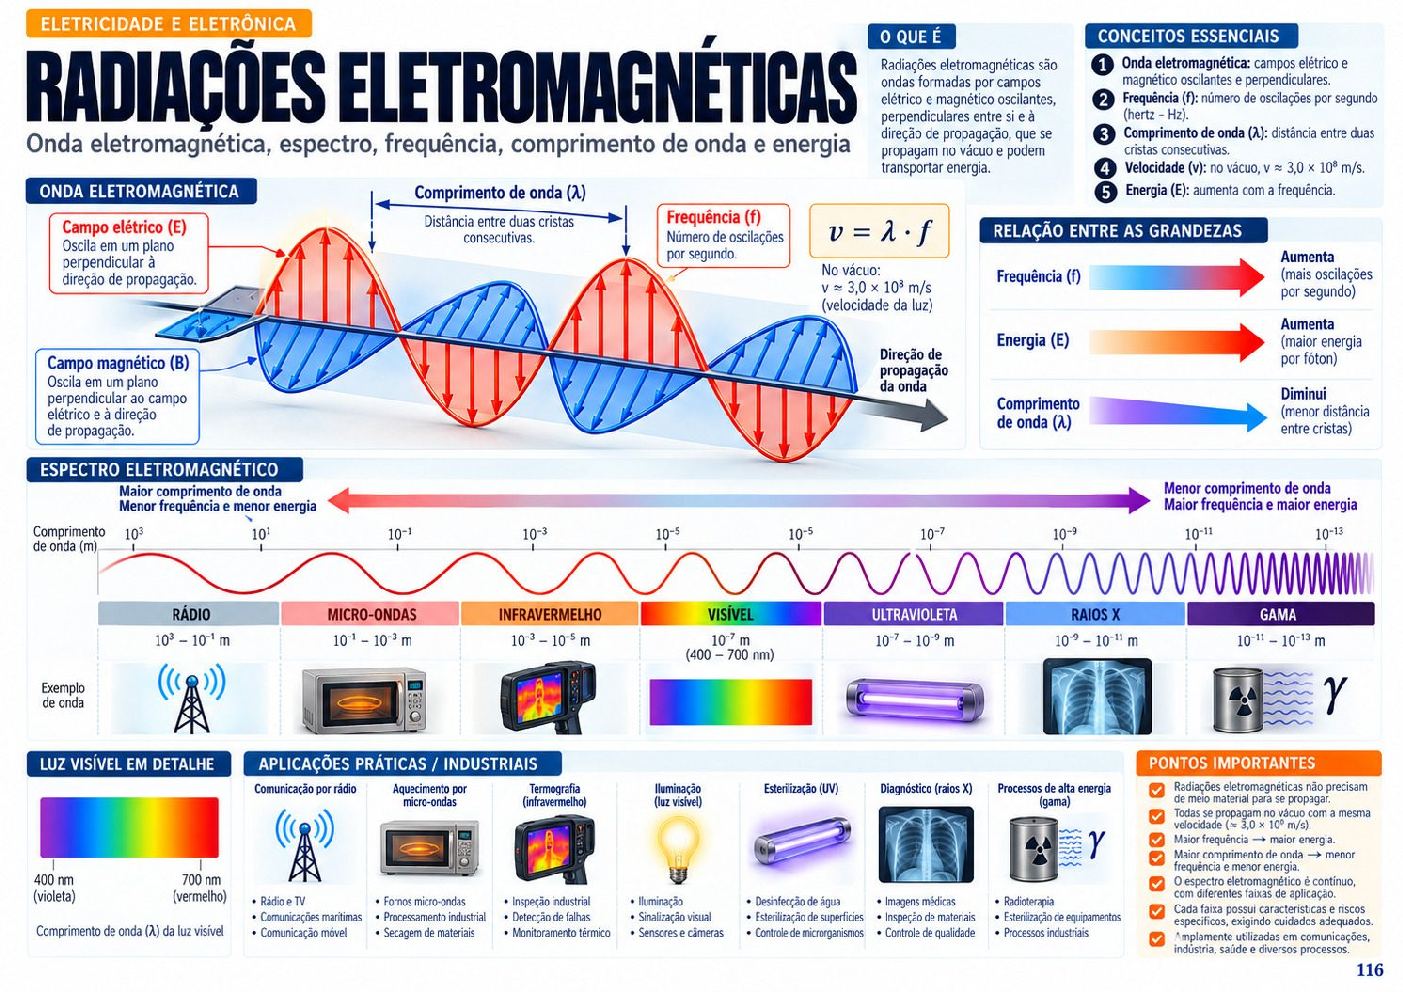 ELETRICIDADE E ELETRÔNICA
RADIAÇÕES ELETROMAGNÉTICAS
Onda eletromagnética, espectro, frequência, comprimento de onda e energia
O QUE É
Radiações eletromagnéticas são
ondas formadas por campos
elétrico e magnético oscilantes,
perpendiculares entre si e à
direção de propagação, que se
propagam no vácuo e podem
transportar energia.
CONCEITOS ESSENCIAIS
1 Onda eletromagnética: campos elétrico e
magnético oscilantes e perpendiculares.
2 Frequência (f): número de oscilações por segundo
(hertz – Hz).
3 Comprimento de onda (λ): distância entre duas
cristas consecutivas.
4 Velocidade (v): no vácuo, v ≈ 3,0 × 10⁸ m/s.
5 Energia (E): aumenta com a frequência.
ONDA ELETROMAGNÉTICA
Campo elétrico (E)
Oscila em um plano
perpendicular à
direção de propagação.
Comprimento de onda (λ)
Distância entre duas cristas
consecutivas.
Frequência (f)
Número de oscilações
por segundo.
v = λ · f
No vácuo:
v ≈ 3,0 × 10⁸ m/s
(velocidade da luz)
Campo magnético (B)
Oscila em um plano
perpendicular ao campo
elétrico e à direção
de propagação.
Direção de
propagação
da onda
RELAÇÃO ENTRE AS GRANDEZAS
Frequência (f)
Aumenta
(mais oscilações
por segundo)
Energia (E)
Aumenta
(maior energia
por fóton)
Comprimento
de onda (λ)
Diminui
(menor distância
entre cristas)
ESPECTRO ELETROMAGNÉTICO
Maior comprimento de onda
Menor frequência e menor energia
Menor comprimento de onda
Maior frequência e maior energia
Comprimento
de onda (m)
10³ 10¹ 10⁻¹ 10⁻³ 10⁻⁵ 10⁻⁵ 10⁻⁷ 10⁻⁹ 10⁻¹¹ 10⁻¹³
RÁDIO MICRO-ONDAS INFRAVERMELHO VISÍVEL ULTRAVIOLETA RAIOS X GAMA
10³ – 10⁻¹ m 10⁻¹ – 10⁻³ m 10⁻³ – 10⁻⁵ m 10⁻⁷ m 10⁻⁷ – 10⁻⁹ m 10⁻⁹ – 10⁻¹¹ m 10⁻¹¹ – 10⁻¹³ m
(400 – 700 nm)
Exemplo
de onda
γ
LUZ VISÍVEL EM DETALHE
400 nm
(violeta)
700 nm
(vermelho)
Comprimento de onda (λ) da luz visível
APLICAÇÕES PRÁTICAS / INDUSTRIAIS
Comunicação por rádio
• Rádio e TV
• Comunicações marítimas
• Comunicação móvel
Aquecimento por
micro-ondas
• Fornos micro-ondas
• Processamento industrial
• Secagem de materiais
Termografia
(infravermelho)
• Inspeção industrial
• Detecção de falhas
• Monitoramento térmico
Iluminação
(luz visível)
• Iluminação
• Sinalização visual
• Sensores e câmeras
Esterilização (UV)
• Desinfecção de água
• Esterilização de superfícies
• Controle de microrganismos
Diagnóstico (raios X)
• Imagens médicas
• Inspeção de materiais
• Controle de qualidade
Processos de alta energia
(gama)
γ
• Radioterapia
• Esterilização de equipamentos
• Processos industriais
PONTOS IMPORTANTES
Radiações eletromagnéticas não precisam
de meio material para se propagar.
Todas se propagam no vácuo com a mesma
velocidade (≈ 3,0 × 10⁸ m/s).
Maior frequência → maior energia.
Maior comprimento de onda → menor
frequência e menor energia.
O espectro eletromagnético é contínuo,
com diferentes faixas de aplicação.
Cada faixa possui características e riscos
específicos, exigindo cuidados adequados.
Amplamente utilizadas em comunicações,
indústria, saúde e diversos processos.
116